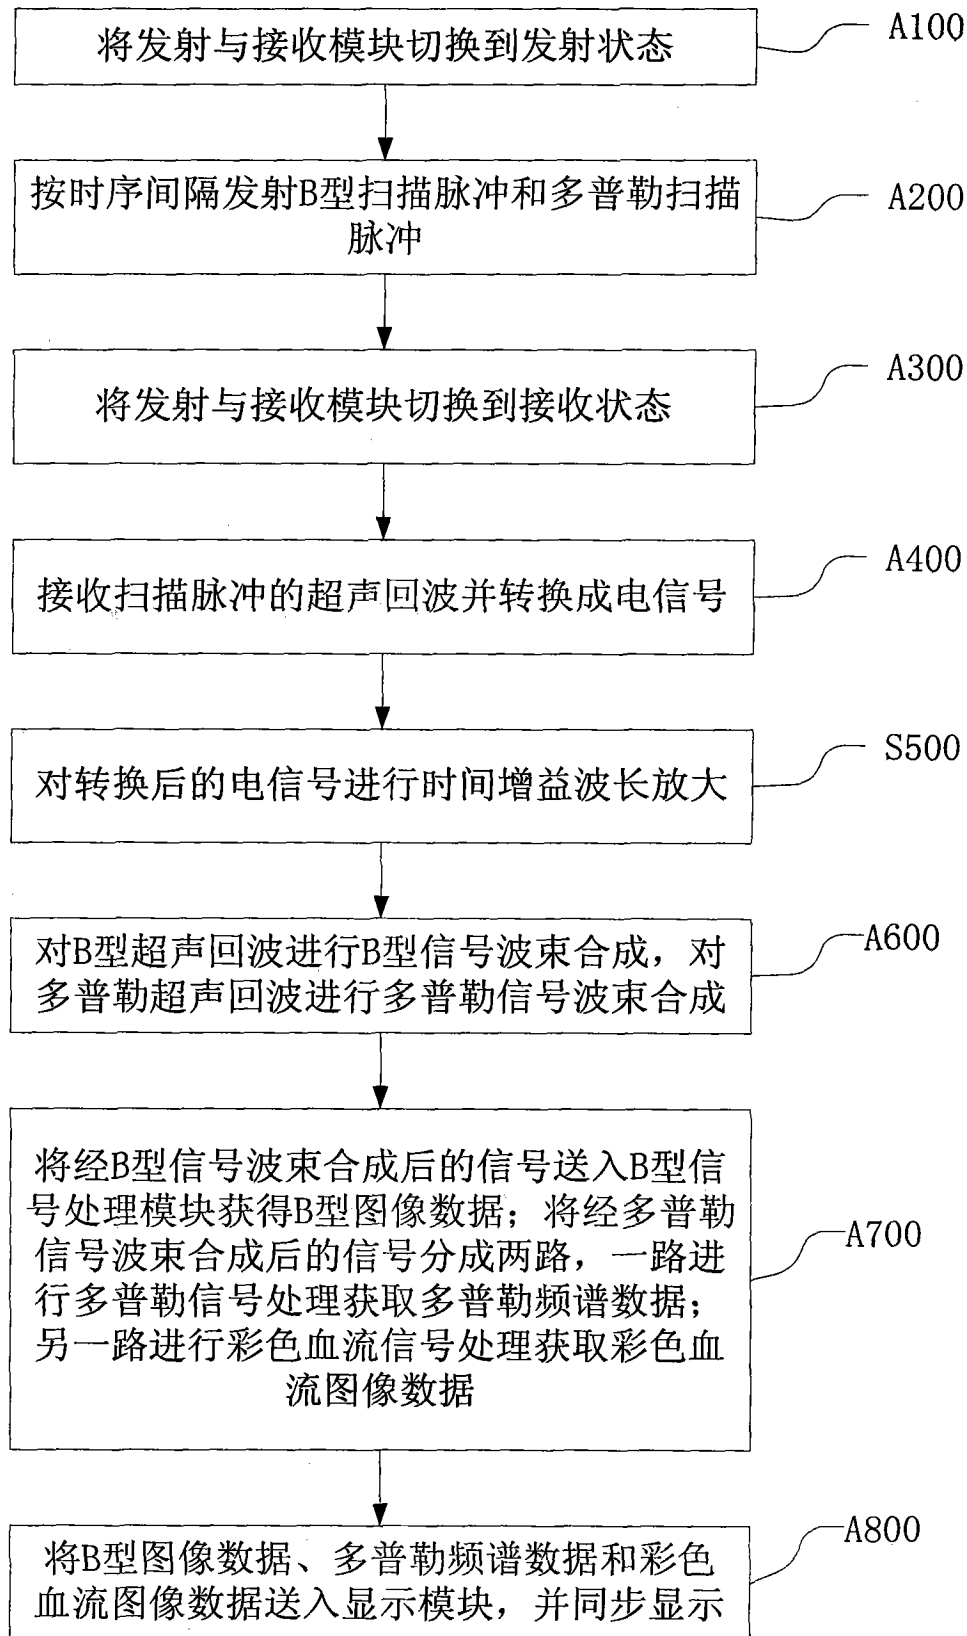 将发射与接收模块切换到发射状态
A100
按时序间隔发射B型扫描脉冲和多普勒扫描
脉冲
A200
将发射与接收模块切换到接收状态
A300
接收扫描脉冲的超声回波并转换成电信号
A400
对转换后的电信号进行时间增益波长放大
S500
对B型超声回波进行B型信号波束合成，对
多普勒超声回波进行多普勒信号波束合成
A600
将经B型信号波束合成后的信号送入B型信
号处理模块获得B型图像数据；将经多普勒
信号波束合成后的信号分成两路，一路进
行多普勒信号处理获取多普勒频谱数据；
另一路进行彩色血流信号处理获取彩色血
流图像数据
A700
将B型图像数据、多普勒频谱数据和彩色
血流图像数据送入显示模块，并同步显示
A800